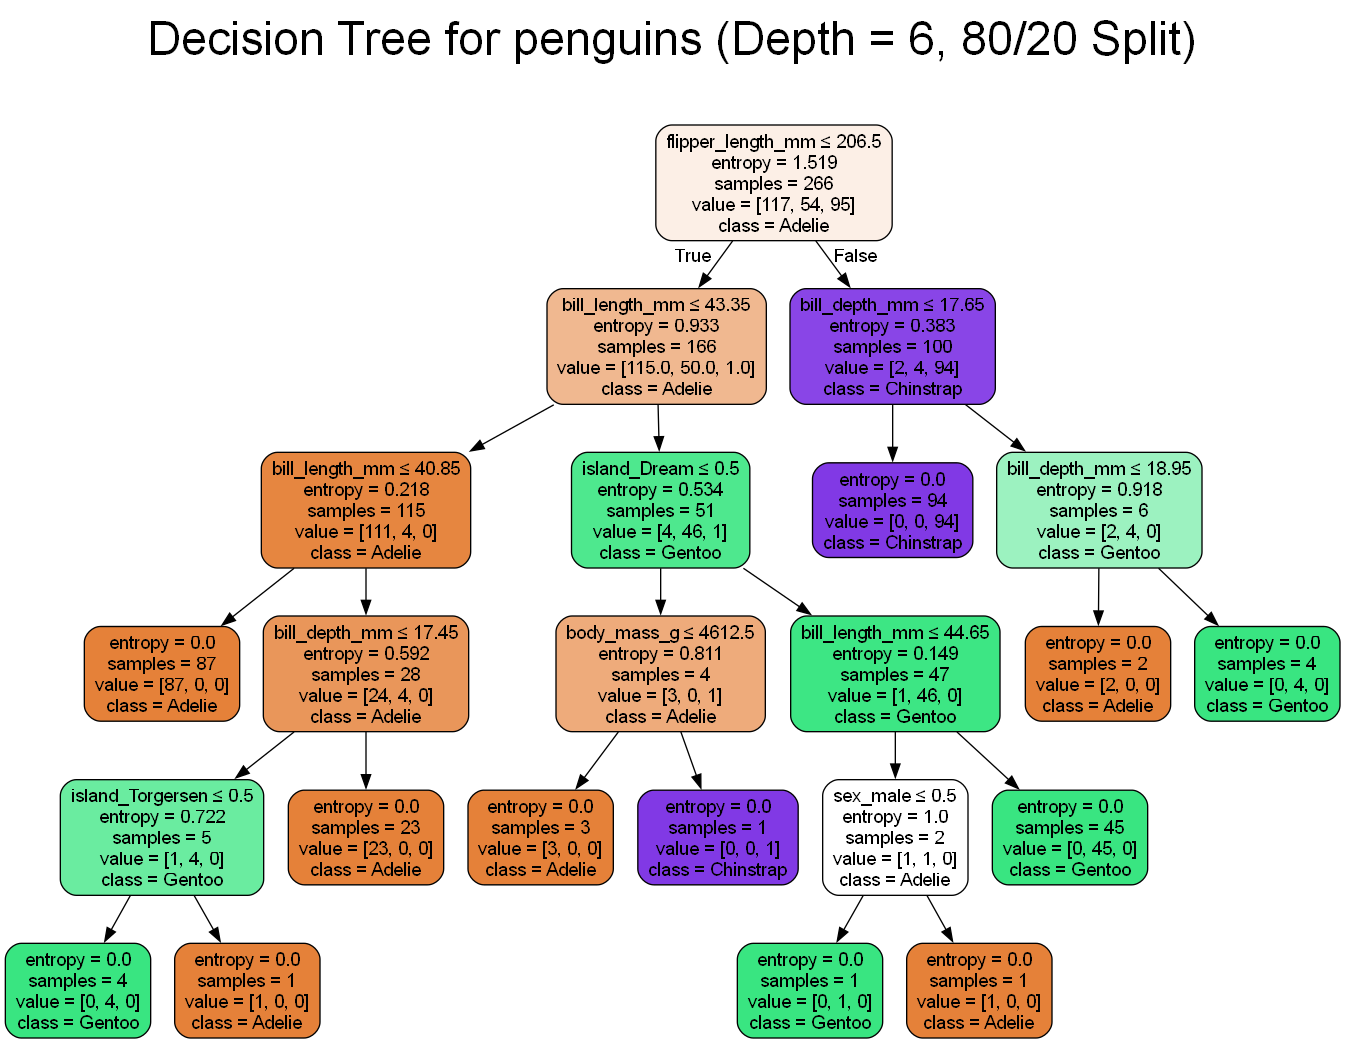 Decision Tree for penguins (Depth = 6, 80/20 Split)
flipper_length_mm ≤ 206.5
entropy = 1.519
samples = 266
value = [117, 54, 95]
class = Adelie
True
False
bill_length_mm ≤ 43.35
entropy = 0.933
samples = 166
value = [115.0, 50.0, 1.0]
class = Adelie
bill_depth_mm ≤ 17.65
entropy = 0.383
samples = 100
value = [2, 4, 94]
class = Chinstrap
bill_length_mm ≤ 40.85
entropy = 0.218
samples = 115
value = [111, 4, 0]
class = Adelie
island_Dream ≤ 0.5
entropy = 0.534
samples = 51
value = [4, 46, 1]
class = Gentoo
entropy = 0.0
samples = 94
value = [0, 0, 94]
class = Chinstrap
bill_depth_mm ≤ 18.95
entropy = 0.918
samples = 6
value = [2, 4, 0]
class = Gentoo
entropy = 0.0
samples = 87
value = [87, 0, 0]
class = Adelie
bill_depth_mm ≤ 17.45
entropy = 0.592
samples = 28
value = [24, 4, 0]
class = Adelie
body_mass_g ≤ 4612.5
entropy = 0.811
samples = 4
value = [3, 0, 1]
class = Adelie
bill_length_mm ≤ 44.65
entropy = 0.149
samples = 47
value = [1, 46, 0]
class = Gentoo
entropy = 0.0
samples = 2
value = [2, 0, 0]
class = Adelie
entropy = 0.0
samples = 4
value = [0, 4, 0]
class = Gentoo
island_Torgersen ≤ 0.5
entropy = 0.722
samples = 5
value = [1, 4, 0]
class = Gentoo
entropy = 0.0
samples = 23
value = [23, 0, 0]
class = Adelie
entropy = 0.0
samples = 3
value = [3, 0, 0]
class = Adelie
entropy = 0.0
samples = 1
value = [0, 0, 1]
class = Chinstrap
sex_male ≤ 0.5
entropy = 1.0
samples = 2
value = [1, 1, 0]
class = Adelie
entropy = 0.0
samples = 45
value = [0, 45, 0]
class = Gentoo
entropy = 0.0
samples = 4
value = [0, 4, 0]
class = Gentoo
entropy = 0.0
samples = 1
value = [1, 0, 0]
class = Adelie
entropy = 0.0
samples = 1
value = [0, 1, 0]
class = Gentoo
entropy = 0.0
samples = 1
value = [1, 0, 0]
class = Adelie